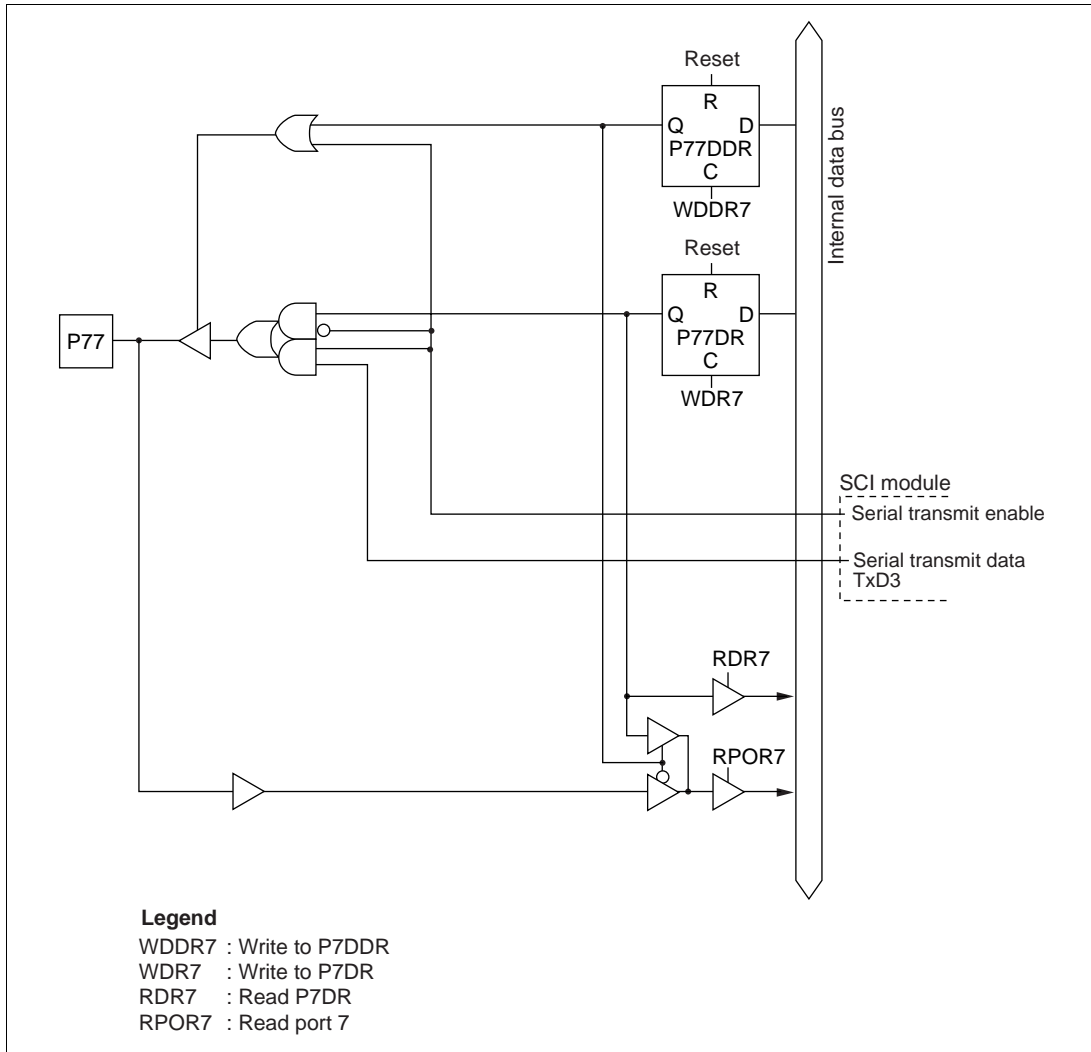 Reset
R
Q D
P77DDR
C
WDDR7
Internal data bus
Reset
R
Q D
P77DR
C
WDR7
P77
SCI module
Serial transmit enable
Serial transmit data
TxD3
RDR7
RPOR7
Legend
WDDR7 : Write to P7DDR
WDR7 : Write to P7DR
RDR7 : Read P7DR
RPOR7 : Read port 7